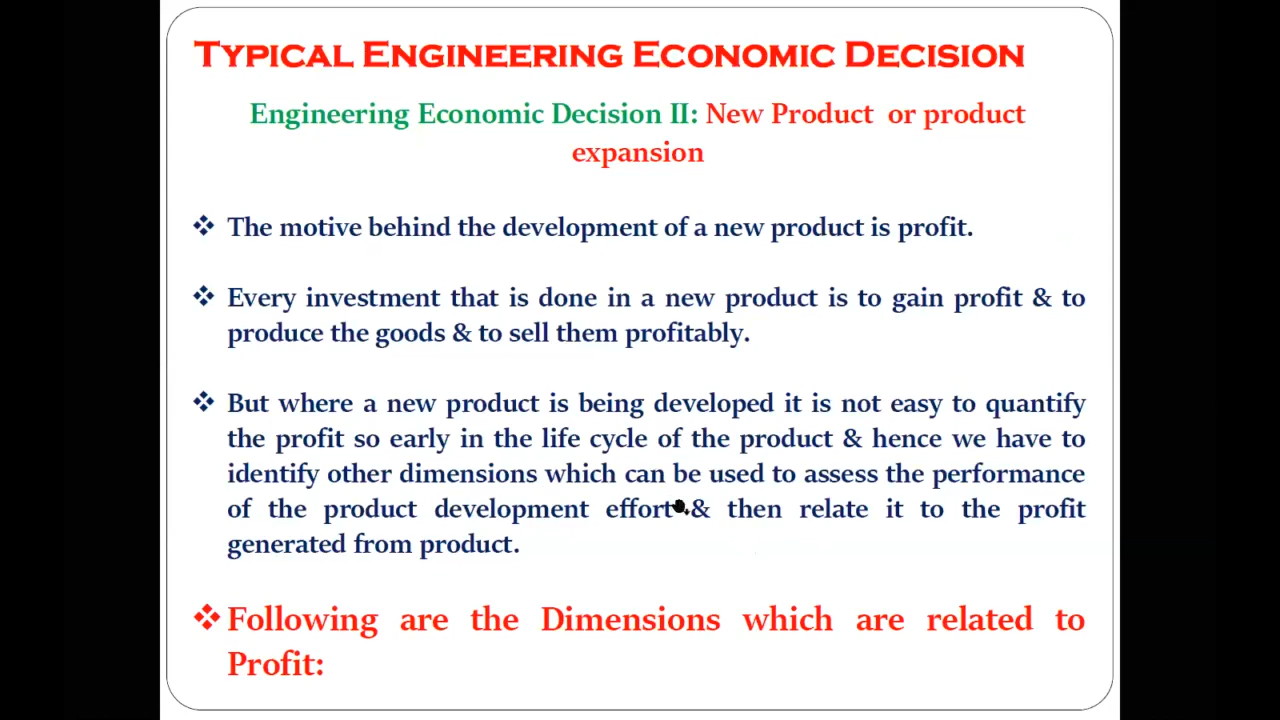 TYPICAL ENGINEERING ECONOMIC DECISION
Engineering Economic Decision II: New Product or product
expansion
❖ The motive behind the development of a new product is profit.
❖ Every investment that is done in a new product is to gain profit & to
produce the goods & to sell them profitably.
❖ But where a new product is being developed it is not easy to quantify
the profit so early in the life cycle of the product & hence we have to
identify other dimensions which can be used to assess the performance
of the product development effort & then relate it to the profit
generated from product.
❖ Following are the Dimensions which are related to
Profit: